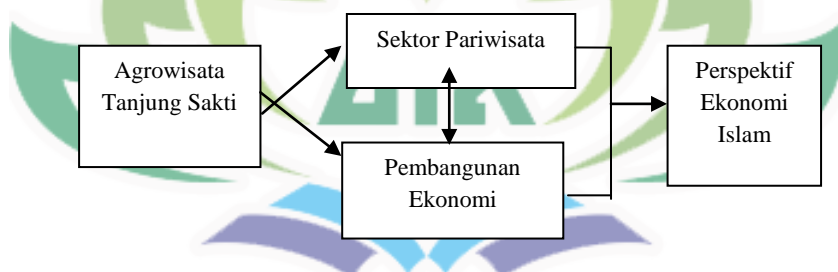 Agrowisata
Tanjung Sakti
Sektor Pariwisata
Pembangunan
Ekonomi
Perspektif
Ekonomi
Islam